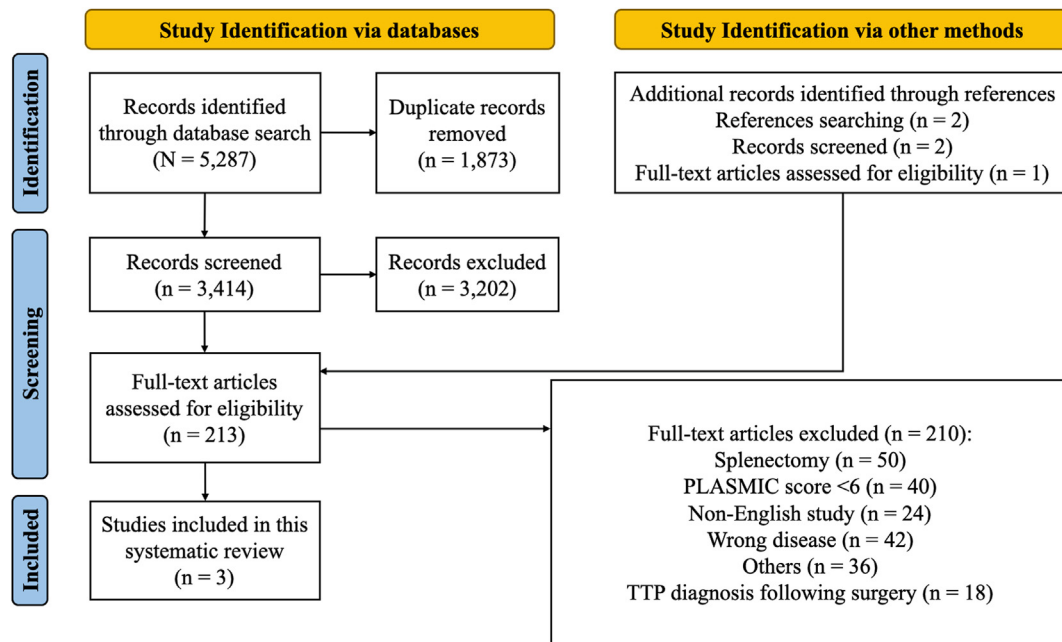 Study Identification via databases
Study Identification via other methods
Identification
Records identified
through database search
(N = 5,287)
Duplicate records
removed
(n = 1,873)
Additional records identified through references
References searching (n = 2)
Records screened (n = 2)
Full-text articles assessed for eligibility (n = 1)
Screening
Records screened
(n = 3,414)
Records excluded
(n = 3,202)
Full-text articles
assessed for eligibility
(n = 213)
Full-text articles excluded (n = 210):
Splenectomy (n = 50)
PLASMIC score <6 (n = 40)
Non-English study (n = 24)
Wrong disease (n = 42)
Others (n = 36)
TTP diagnosis following surgery (n = 18)
Included
Studies included in this
systematic review
(n = 3)